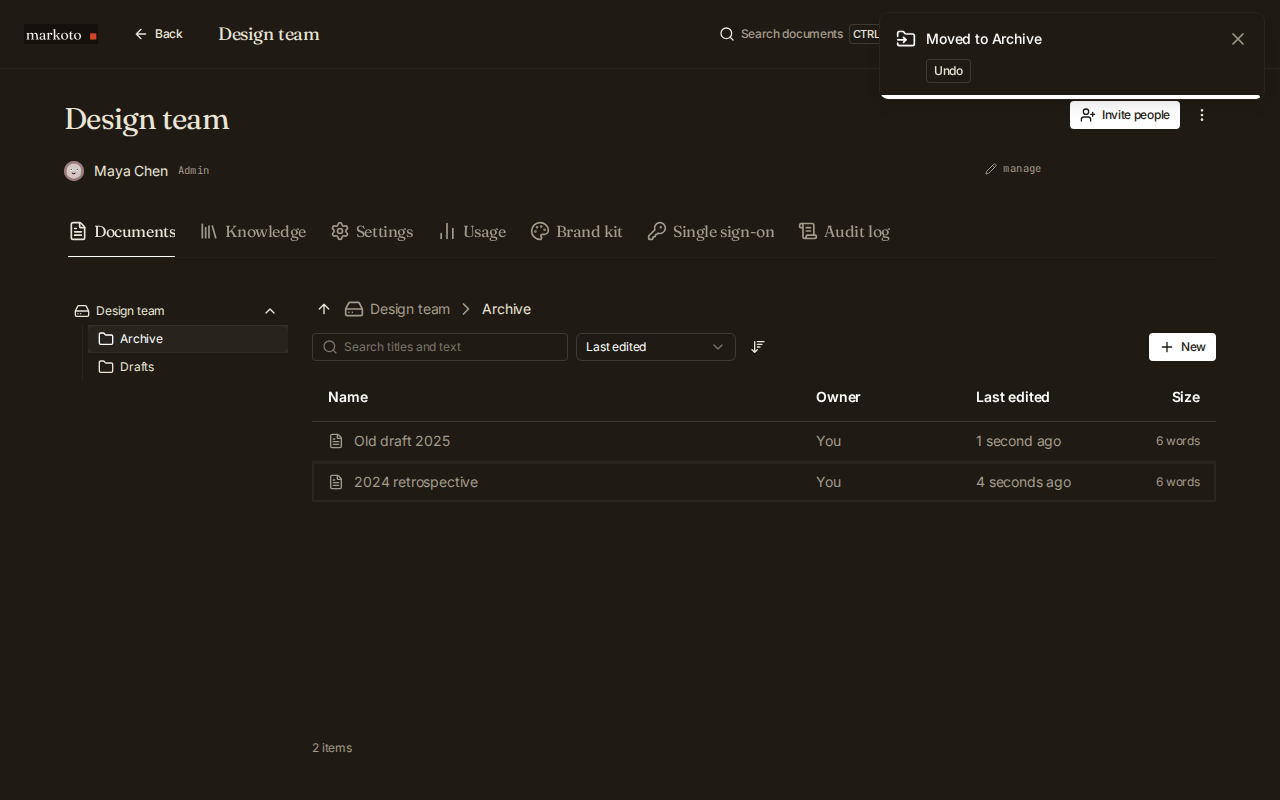 markoto
Back
Design team
Search documents CTRL
Moved to Archive
Undo
Design team
Invite people
Maya Chen Admin
manage
Documents Knowledge Settings Usage Brand kit Single sign-on Audit log
Design team
Archive
Drafts
Design team Archive
Search titles and text
Last edited
New
Name Owner Last edited Size
Old draft 2025 You 1 second ago 6 words
2024 retrospective You 4 seconds ago 6 words
2 items